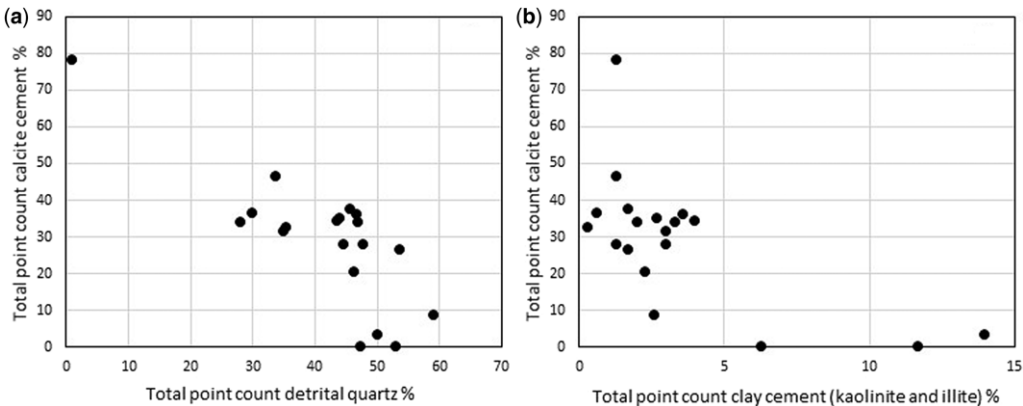 (a)
Total point count calcite cement %
90
80
70
60
50
40
30
20
10
0
0 10 20 30 40 50 60 70
Total point count detrital quartz %
(b)
Total point count calcite cement %
90
80
70
60
50
40
30
20
10
0
0 5 10 15
Total point count clay cement (kaolinite and illite) %